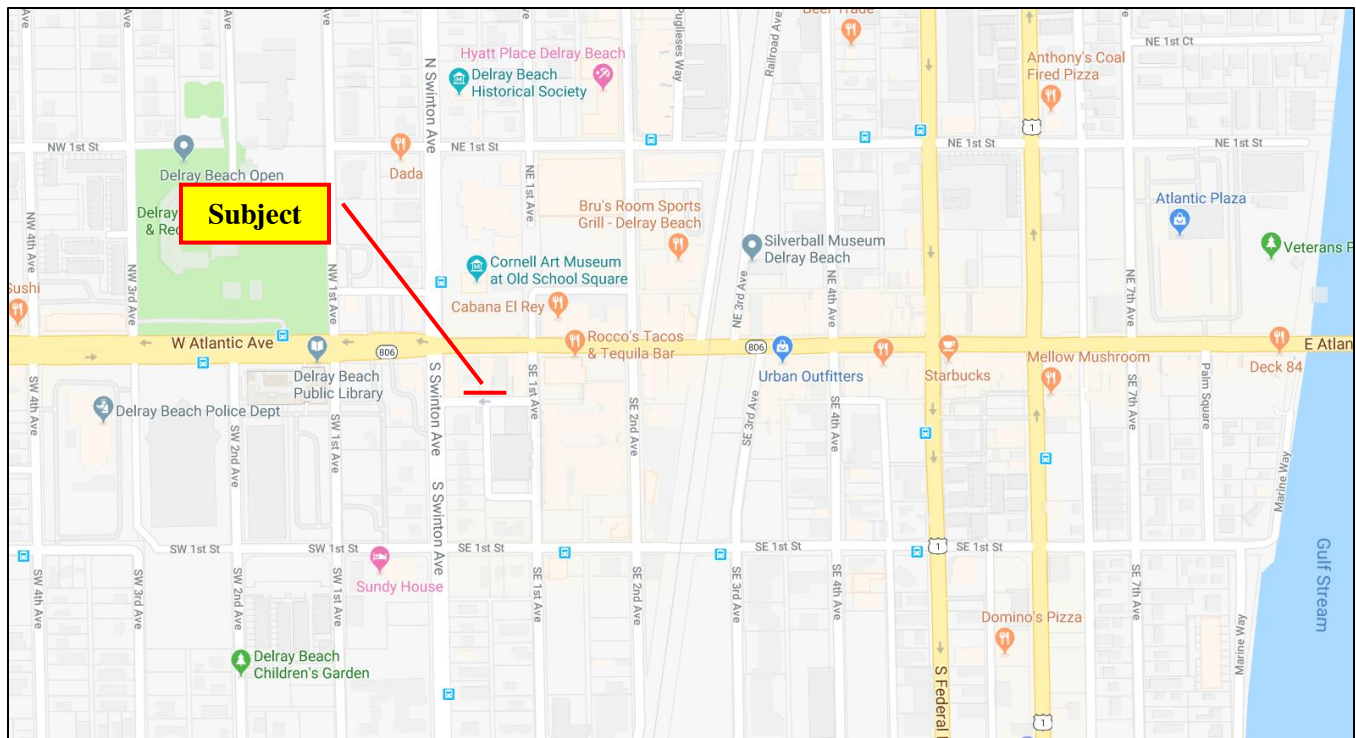 Ave
Ave
Ave
Puglieses Way
Railroad Ave
Beer Trade
NE 1st Ct
Hyatt Place Delray Beach
N Swinton Ave
Delray Beach
Historical Society
Anthony's Coal
Fired Pizza
1
NW 1st St
NE 1st St
NE 1st St
NE 1st St
Delray Beach Open
Dada
NE 1st Ave
Subject
Delray
& Rec
Bru's Room Sports
Grill - Delray Beach
Atlantic Plaza
NW 4th Ave
NW 3rd Ave
NW 1st Ave
Silverball Museum
Delray Beach
Veterans P
Cornell Art Museum
at Old School Square
NE 3rd Ave
NE 4th Ave
NE 7th Ave
Sushi
Cabana El Rey
W Atlantic Ave
806
Rocco's Tacos
& Tequila Bar
806
E Atlan
Delray Beach
Public Library
Urban Outfitters
Starbucks
Mellow Mushroom
Deck 84
SW 4th Ave
Delray Beach Police Dept
SW 2nd Ave
SW 1st Ave
S Swinton Ave
SE 1st Ave
SE 2nd Ave
SE 3rd Ave
SE 4th Ave
SE 7th Ave
Palm Square
Marine Way
S Swinton Ave
SW 1st St
SW 1st St
SE 1st St
SE 1st St
1
SE 1st St
Sundy House
Gulf Stream
SW 4th Ave
SW 3rd Ave
SW 2nd Ave
SW 1st Ave
SE 1st Ave
SE 2nd Ave
SE 3rd Ave
SE 4th Ave
SE 7th Ave
Domino's Pizza
Marine Way
Delray Beach
Children's Garden
S Federal
1